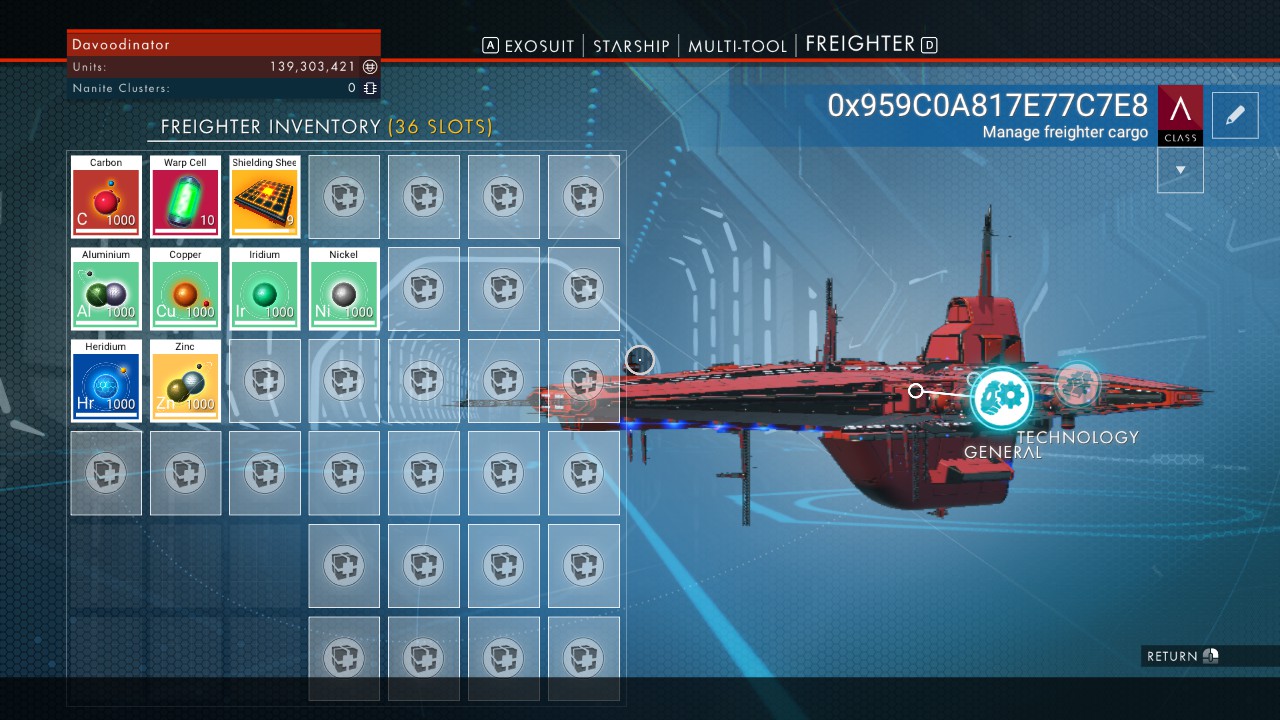 Davoodinator
Units: 139,303,421
Nanite Clusters: 0
A EXOSUIT STARSHIP MULTI-TOOL FREIGHTER D
0x959C0A817E77C7E8
Manage freighter cargo
Λ
CLASS
FREIGHTER INVENTORY (36 SLOTS)
Carbon Warp Cell Shielding Shee
C 1000 10 9
Aluminium Copper Iridium Nickel
Al 1000 Cu 1000 Ir 1000 Ni 1000
Heridium Zinc
Hr 1000 Zn 1000
TECHNOLOGY
GENERAL
RETURN